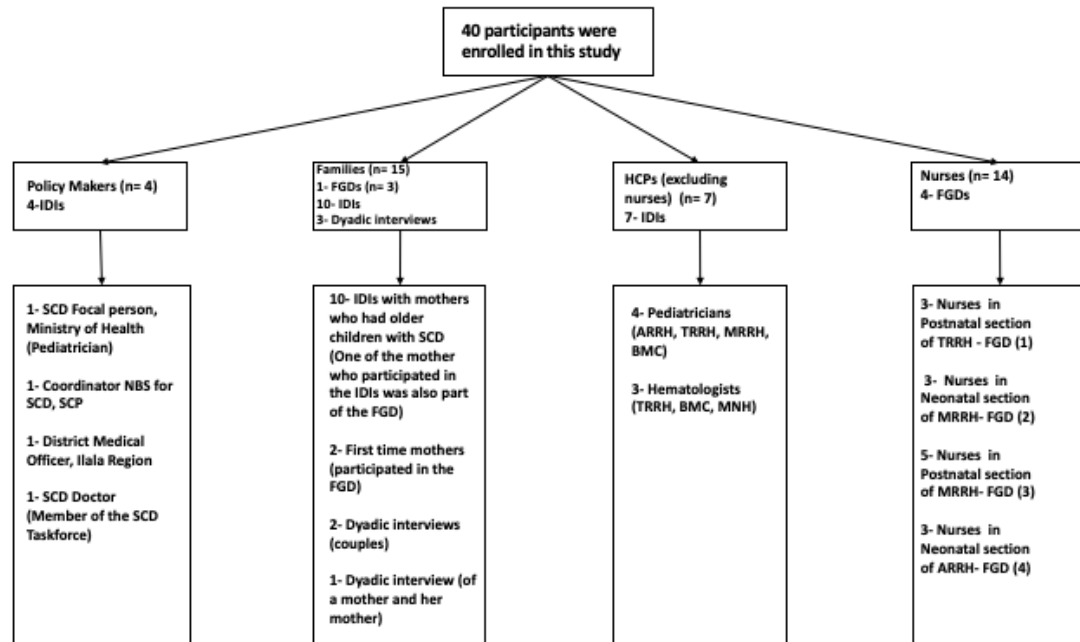 40 participants were
enrolled in this study
Policy Makers (n= 4)
4-IDIs
Families (n= 15)
1- FGDs (n= 3)
10- IDIs
3- Dyadic interviews
HCPs (excluding
nurses) (n= 7)
7- IDIs
Nurses (n= 14)
4- FGDs
1- SCD Focal person,
Ministry of Health
(Pediatrician)
1- Coordinator NBS for
SCD, SCP
1- District Medical
Officer, Ilala Region
1- SCD Doctor
(Member of the SCD
Taskforce)
10- IDIs with mothers
who had older
children with SCD
(One of the mother
who participated in
the IDIs was also part
of the FGD)
2- First time mothers
(participated in the
FGD)
2- Dyadic interviews
(couples)
1- Dyadic interview (of
a mother and her
mother)
4- Pediatricians
(ARRH, TRRH, MRRH,
BMC)
3- Hematologists
(TRRH, BMC, MNH)
3- Nurses in
Postnatal section
of TRRH - FGD (1)
3- Nurses in
Neonatal section
of MRRH- FGD (2)
5- Nurses in
Postnatal section
of MRRH- FGD (3)
3- Nurses in
Neonatal section
of ARRH- FGD (4)